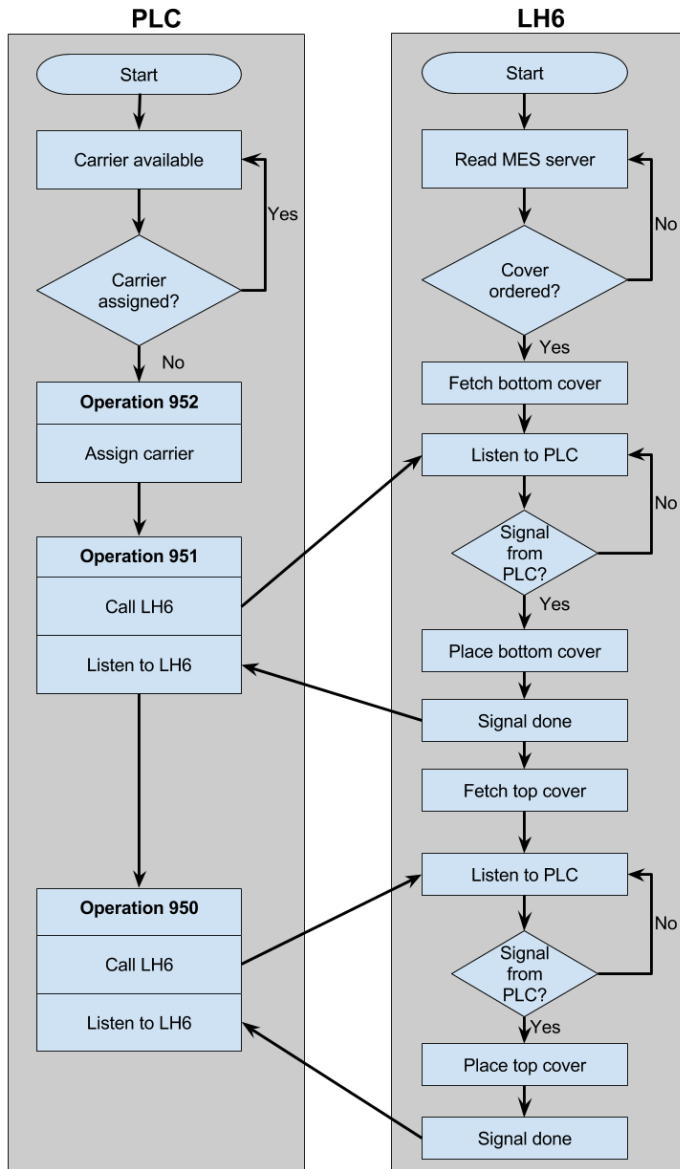 PLC
Start
Carrier available
Yes
Carrier
assigned?
No
Operation 952
Assign carrier
Operation 951
Call LH6
Listen to LH6
Operation 950
Call LH6
Listen to LH6
LH6
Start
Read MES server
No
Cover
ordered?
Yes
Fetch bottom cover
Listen to PLC
No
Signal
from
PLC?
Yes
Place bottom cover
Signal done
Fetch top cover
Listen to PLC
No
Signal
from
PLC?
Yes
Place top cover
Signal done